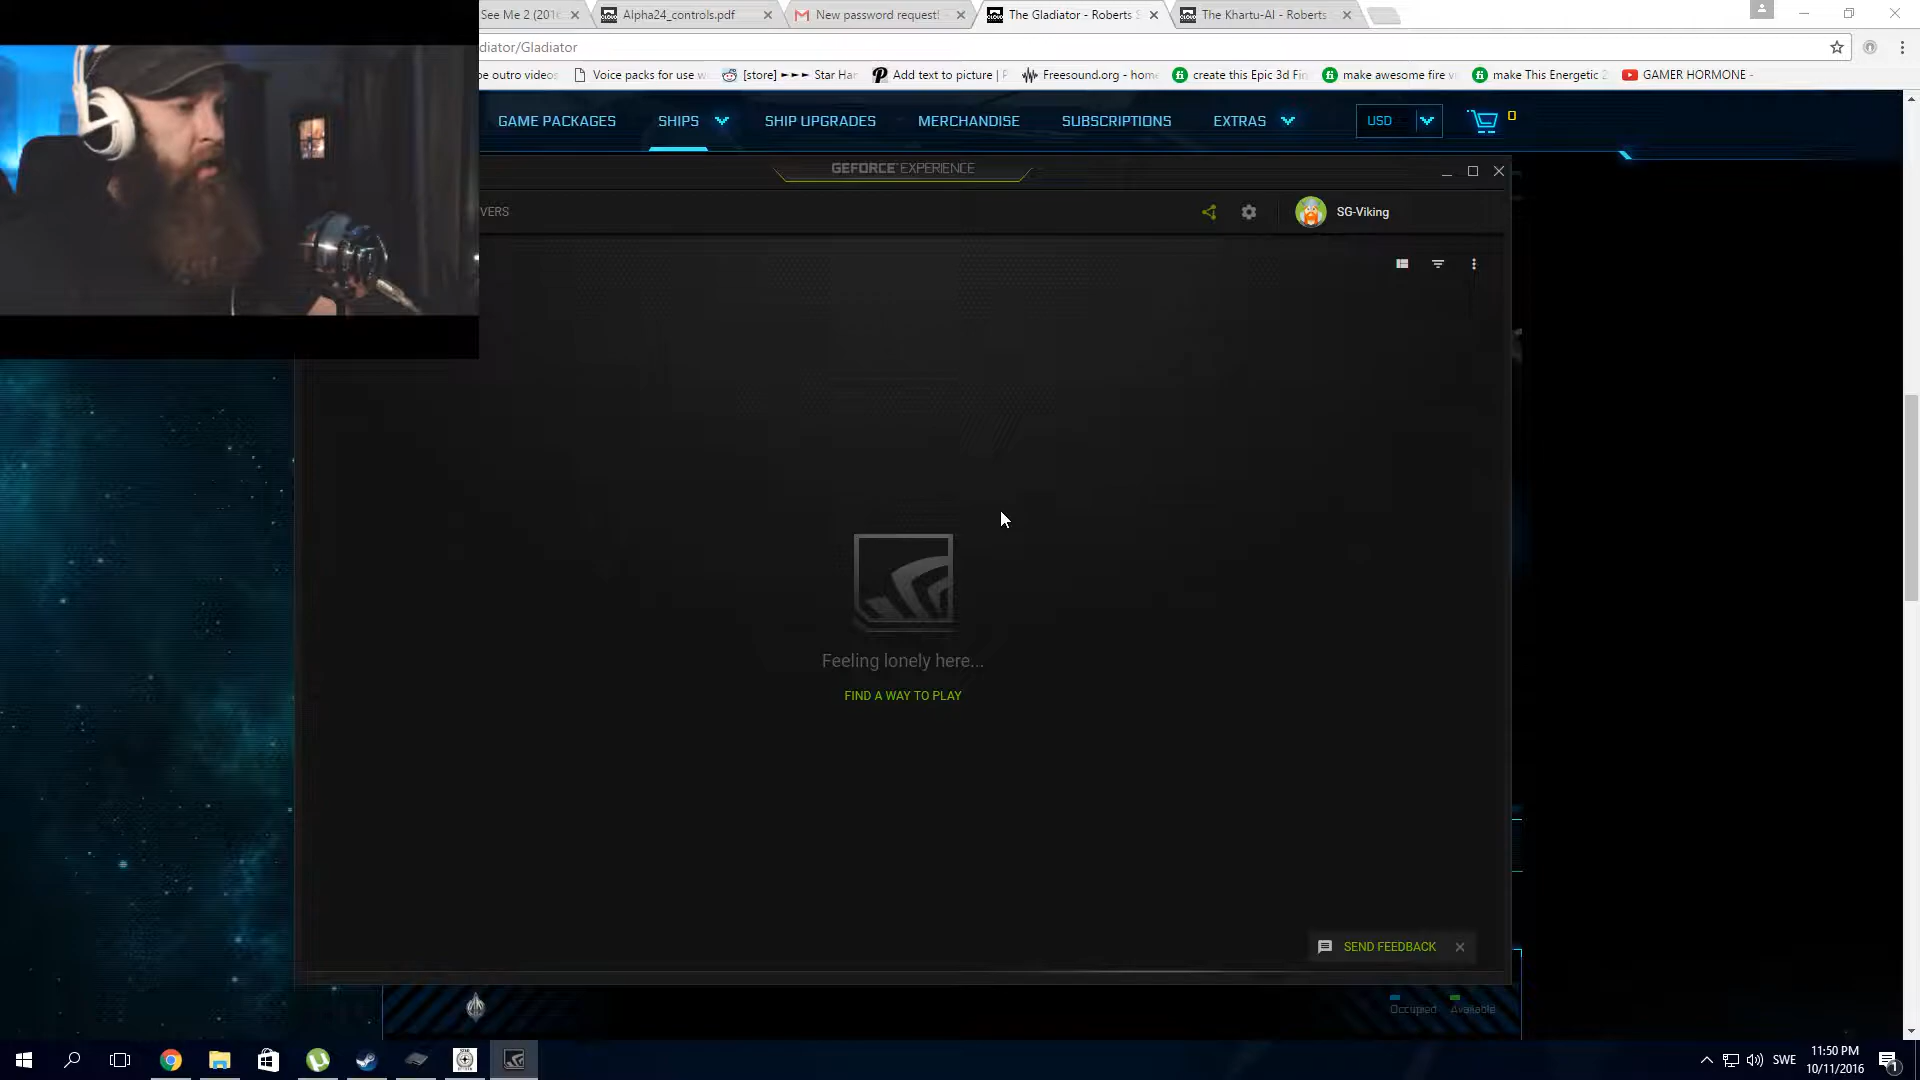 See Me 2 (201
Alpha24_controls.pdf
New password request!
The Gladiator - Roberts
The Khartu-Al - Roberts
diator/Gladiator
outro videos
Voice packs for use
[store] ►►► Star
Add text to picture |
Freesound.org -
create this Epic 3d
make awesome fire
make This Energetic
GAMER HORMONE -
GAME PACKAGES
SHIPS
SHIP UPGRADES
MERCHANDISE
SUBSCRIPTIONS
EXTRAS
USD
0
GEFORCE EXPERIENCE
VERS
SG-Viking
Feeling lonely here...
FIND A WAY TO PLAY
SEND FEEDBACK
Occupied
Available
SWE
11:50 PM
10/11/2016
1